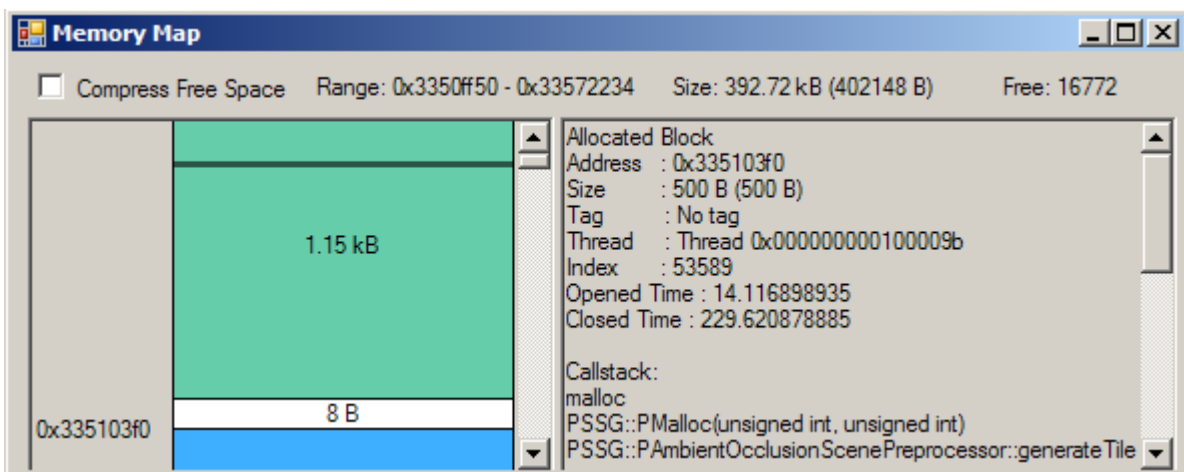 Memory Map
Compress Free Space Range: 0x3350ff50 - 0x33572234 Size: 392.72 kB (402148 B) Free: 16772
1.15 kB
8 B
0x335103f0
Allocated Block
Address : 0x335103f0
Size : 500 B (500 B)
Tag : No tag
Thread : Thread 0x000000000100009b
Index : 53589
Opened Time : 14.116898935
Closed Time : 229.620878885
Callstack:
malloc
PSSG::PMalloc(unsigned int, unsigned int)
PSSG::PAmbientOcclusionScenePreprocessor::generateTile